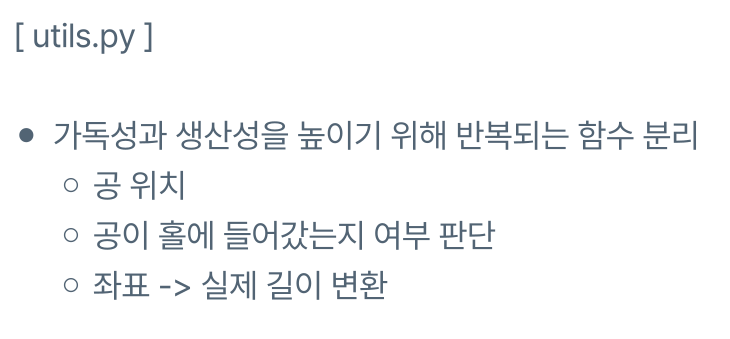 [ utils.py ]
● 가독성과 생산성을 높이기 위해 반복되는 함수 분리
○ 공 위치
○ 공이 홀에 들어갔는지 여부 판단
○ 좌표 -> 실제 길이 변환